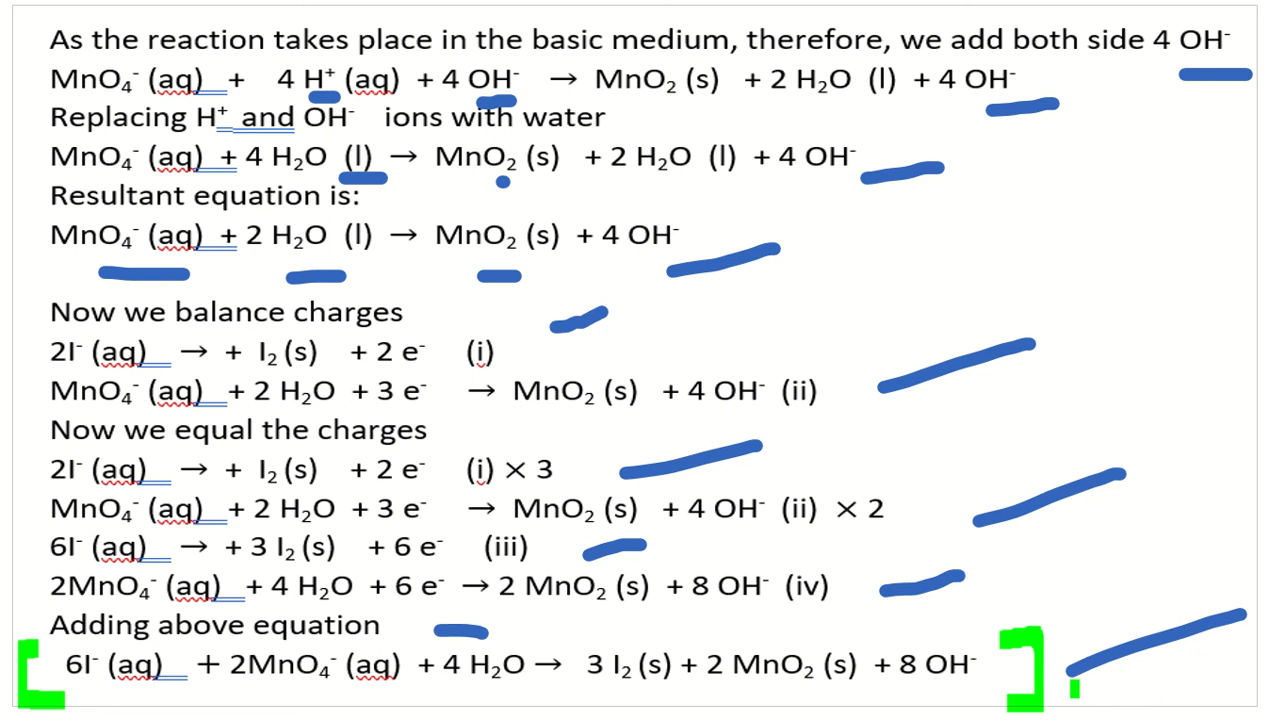 As the reaction takes place in the basic medium, therefore, we add both side 4 OH⁻
MnO₄⁻ (aq) + 4 H⁺ (aq) + 4 OH⁻ → MnO₂ (s) + 2 H₂O (l) + 4 OH⁻
Replacing H⁺ and OH⁻ ions with water
MnO₄⁻ (aq) + 4 H₂O (l) → MnO₂ (s) + 2 H₂O (l) + 4 OH⁻
Resultant equation is:
MnO₄⁻ (aq) + 2 H₂O (l) → MnO₂ (s) + 4 OH⁻
Now we balance charges
2I⁻ (aq) → + I₂ (s) + 2 e⁻ (i)
MnO₄⁻ (aq) + 2 H₂O + 3 e⁻ → MnO₂ (s) + 4 OH⁻ (ii)
Now we equal the charges
2I⁻ (aq) → + I₂ (s) + 2 e⁻ (i) × 3
MnO₄⁻ (aq) + 2 H₂O + 3 e⁻ → MnO₂ (s) + 4 OH⁻ (ii) × 2
6I⁻ (aq) → + 3 I₂ (s) + 6 e⁻ (iii)
2MnO₄⁻ (aq) + 4 H₂O + 6 e⁻ → 2 MnO₂ (s) + 8 OH⁻ (iv)
Adding above equation
6I⁻ (aq) + 2MnO₄⁻ (aq) + 4 H₂O → 3 I₂ (s) + 2 MnO₂ (s) + 8 OH⁻